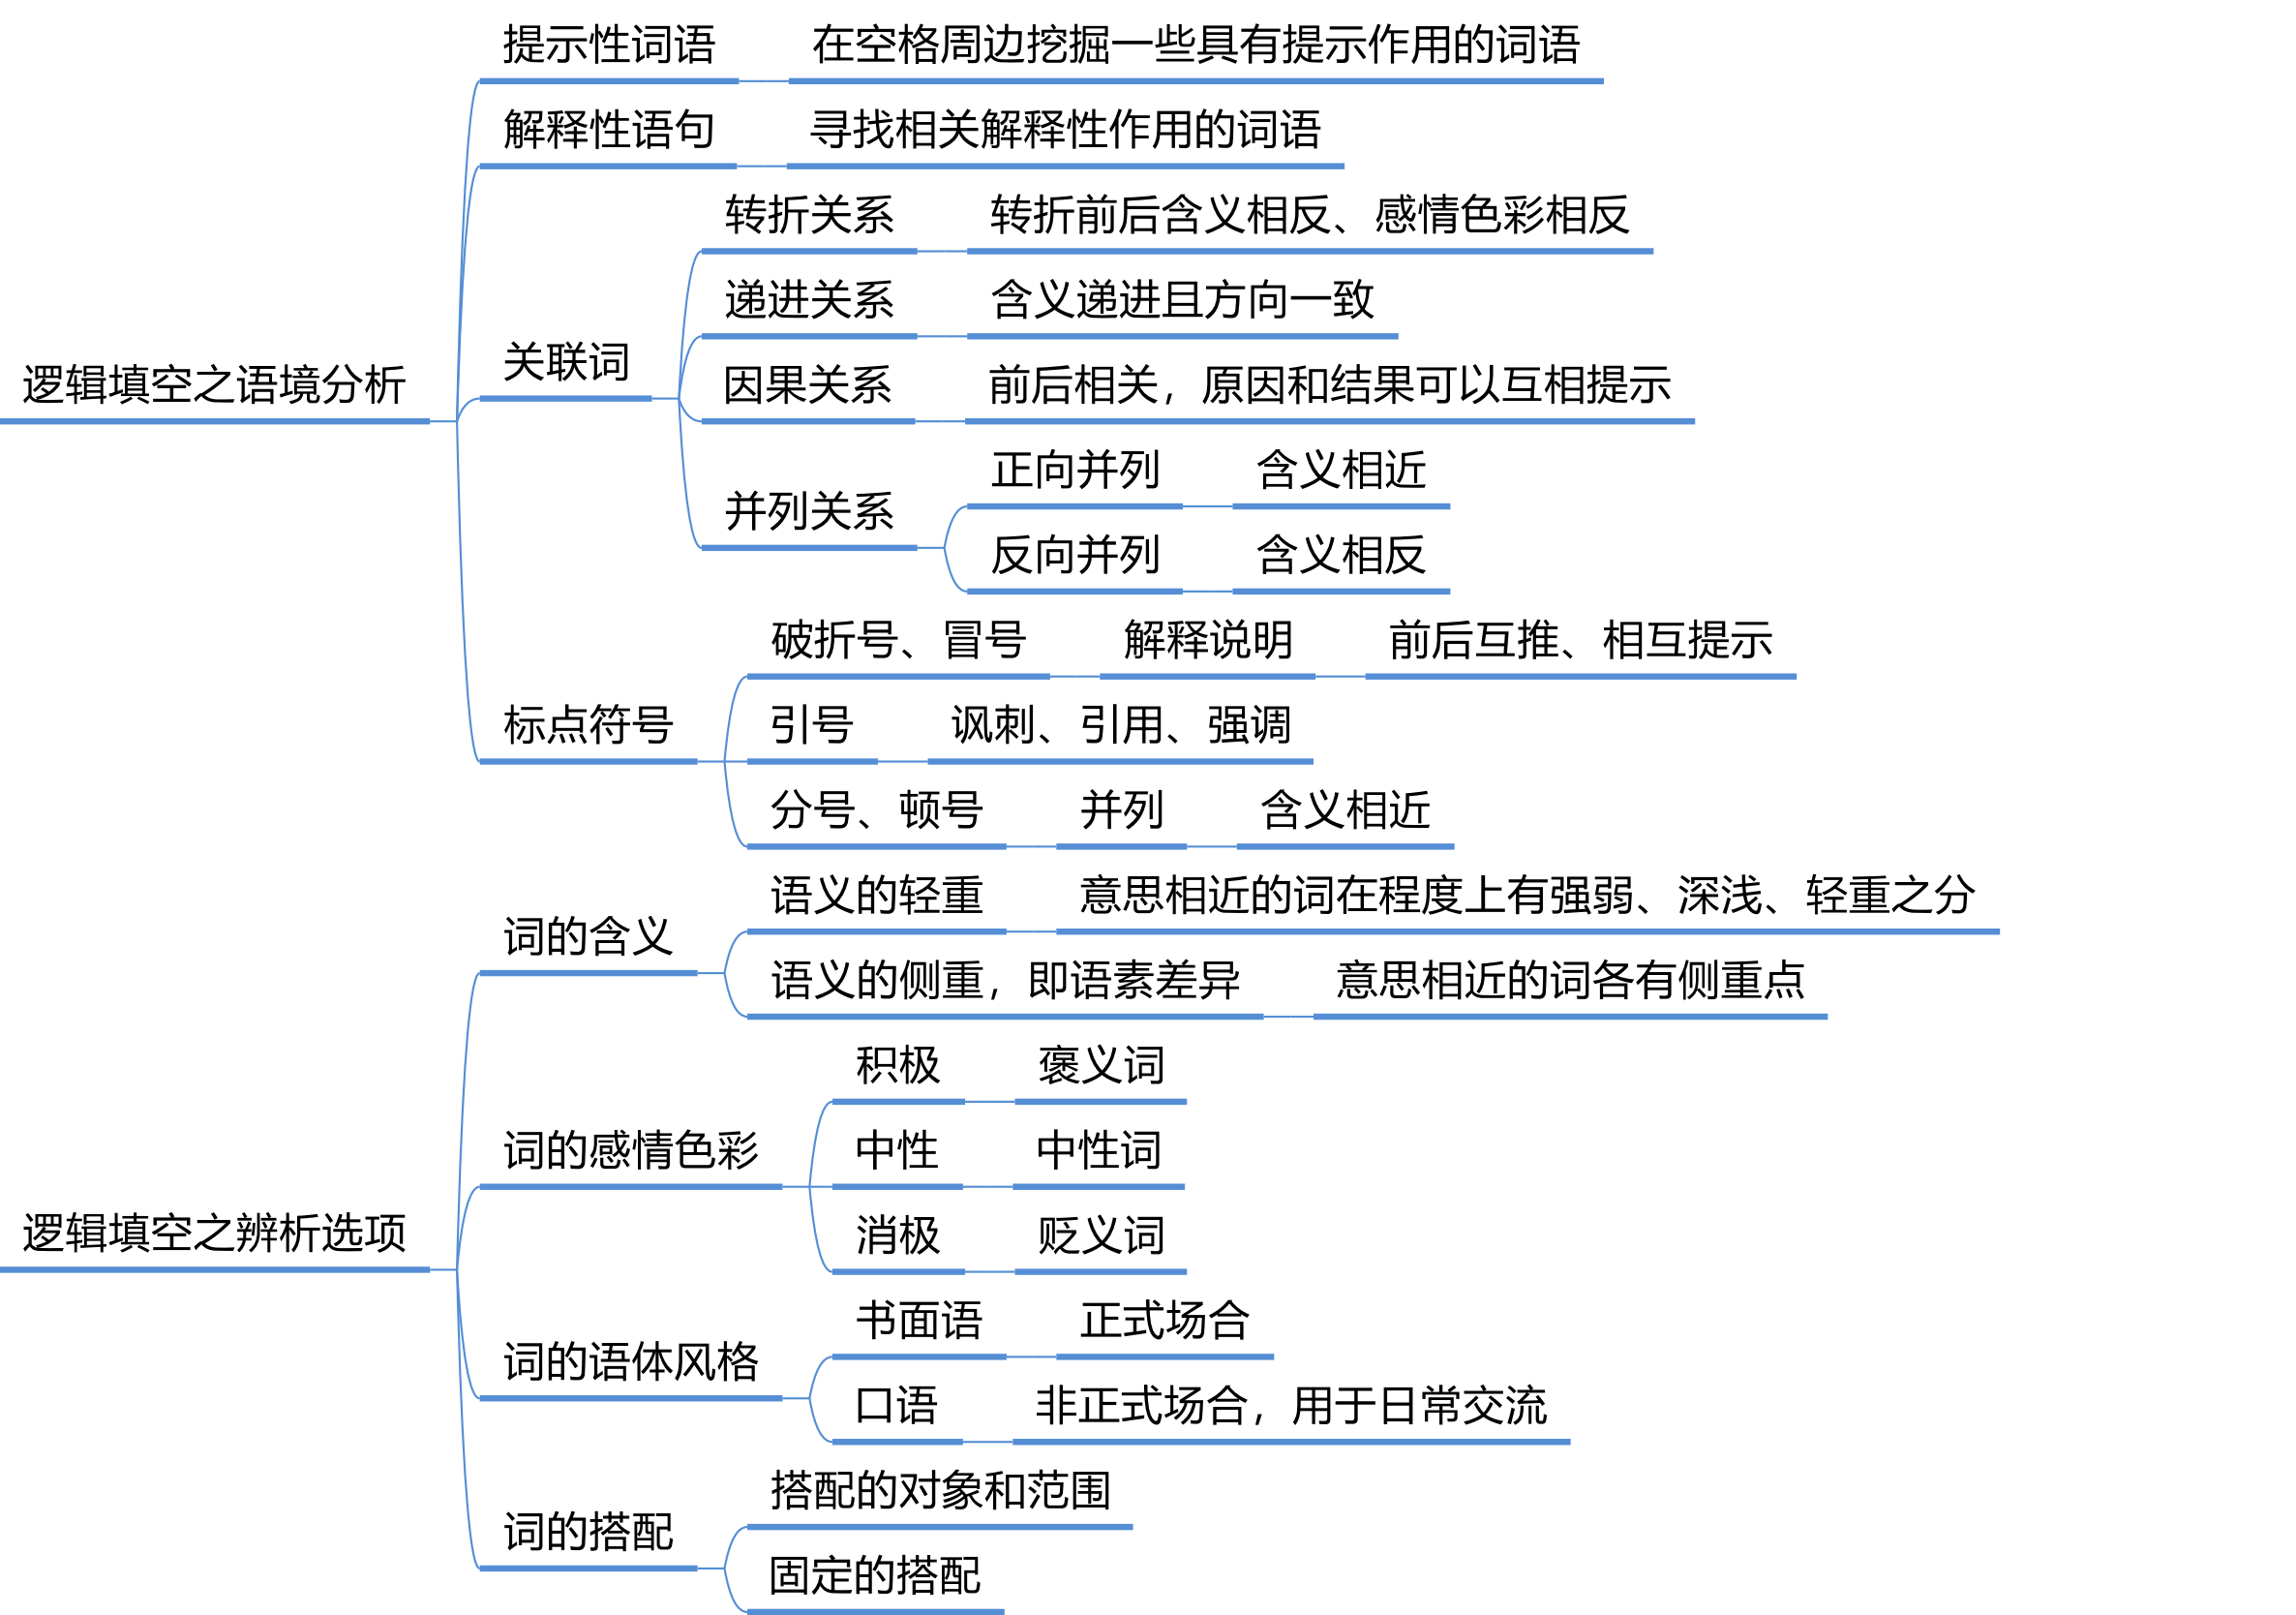 提示性词语 在空格周边挖掘一些具有提示作用的词语
解释性语句 寻找相关解释性作用的词语
转折关系 转折前后含义相反、感情色彩相反
递进关系 含义递进且方向一致
关联词
逻辑填空之语境分析
因果关系 前后相关，原因和结果可以互相提示
正向并列 含义相近
并列关系
反向并列 含义相反
破折号、冒号 解释说明 前后互推、相互提示
标点符号 引号 讽刺、引用、强调
分号、顿号 并列 含义相近
语义的轻重 意思相近的词在程度上有强弱、深浅、轻重之分
词的含义
语义的侧重，即语素差异 意思相近的词各有侧重点
积极 褒义词
词的感情色彩 中性 中性词
逻辑填空之辨析选项
消极 贬义词
书面语 正式场合
词的语体风格
口语 非正式场合，用于日常交流
搭配的对象和范围
词的搭配
固定的搭配